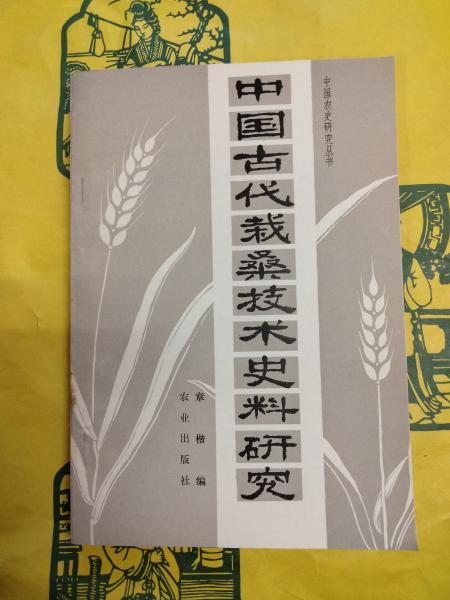 中国农史研究丛书
中国古代栽桑技术史料研究
章楷编
农业出版社